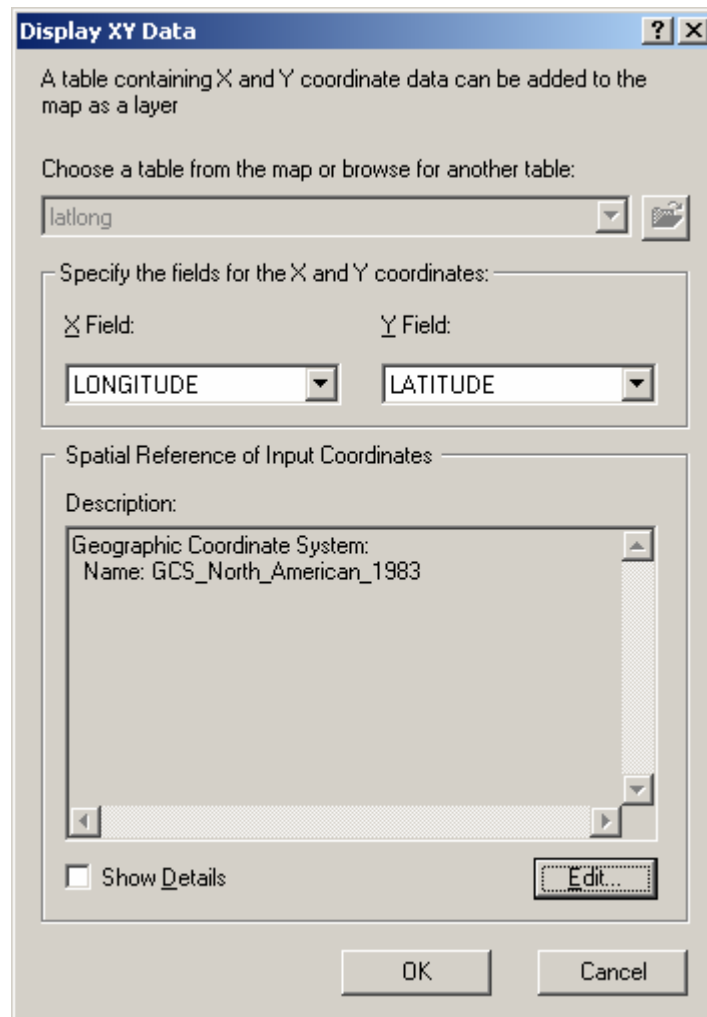 Display XY Data
A table containing X and Y coordinate data can be added to the
map as a layer
Choose a table from the map or browse for another table:
latlong
Specify the fields for the X and Y coordinates:
X Field:
Y Field:
LONGITUDE
LATITUDE
Spatial Reference of Input Coordinates
Description:
Geographic Coordinate System:
Name: GCS_North_American_1983
Show Details
Edit...
OK
Cancel